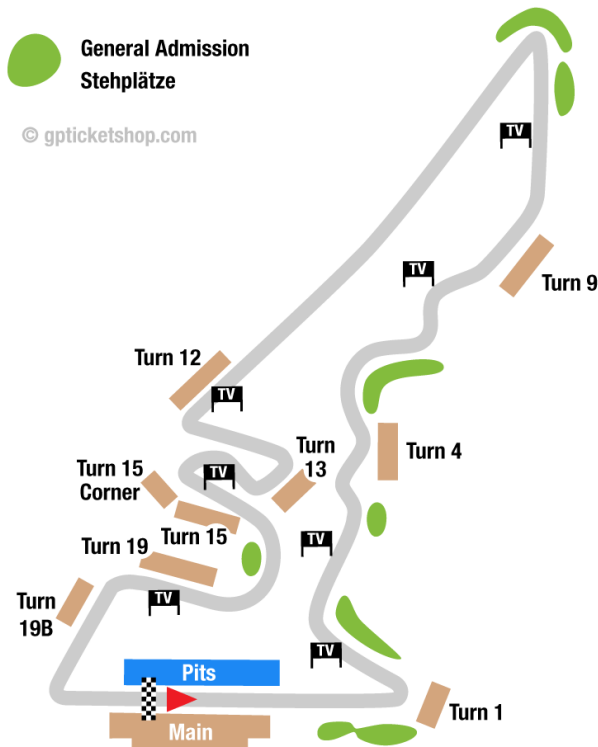 General Admission
Stehplätze
© gpticketshop.com
TV
Turn 9
TV
Turn 12
TV
Turn
13
Turn 4
Turn 15
Corner
TV
Turn 15
Turn 19
TV
TV
Turn
19B
TV
Pits
Turn 1
Main